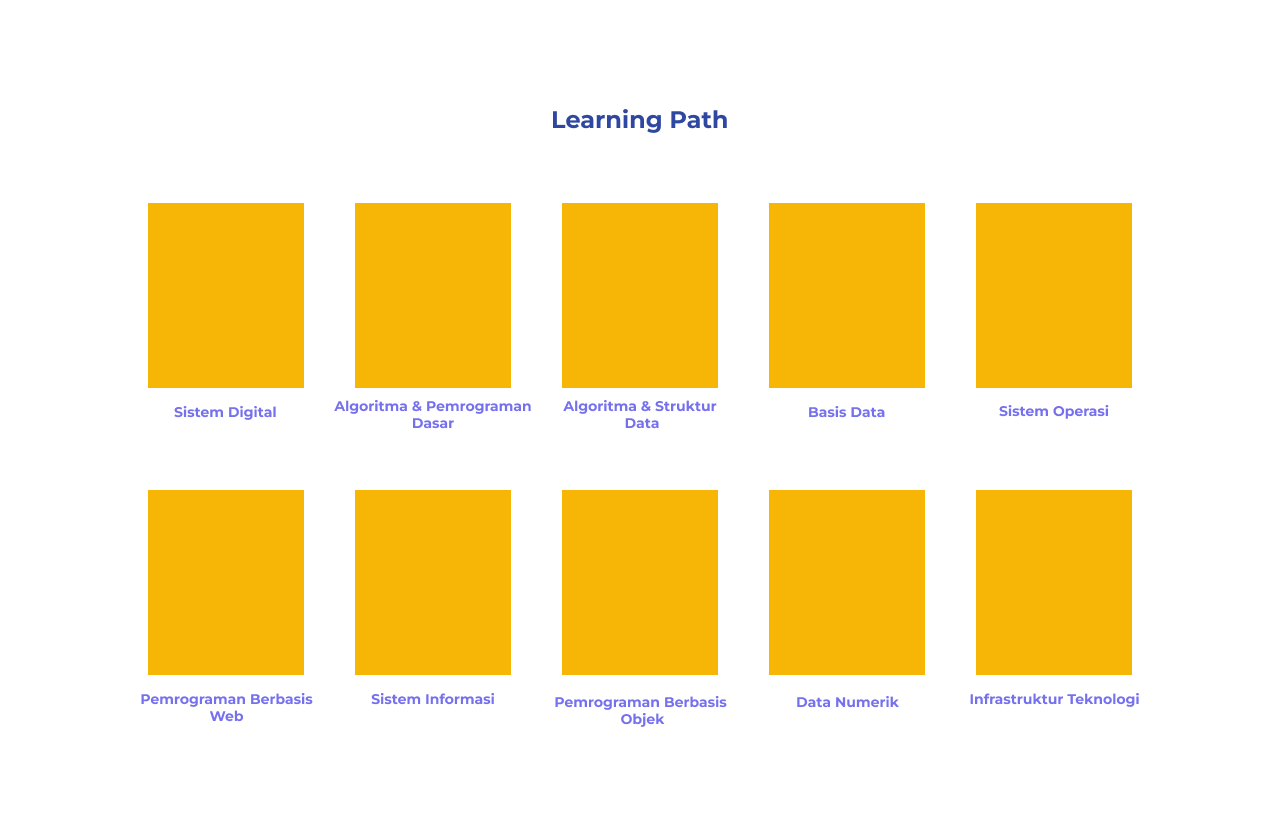 Learning Path
Sistem Digital
Algoritma & Pemrograman
Dasar
Algoritma & Struktur
Data
Basis Data
Sistem Operasi
Pemrograman Berbasis
Web
Sistem Informasi
Pemrograman Berbasis
Objek
Data Numerik
Infrastruktur Teknologi